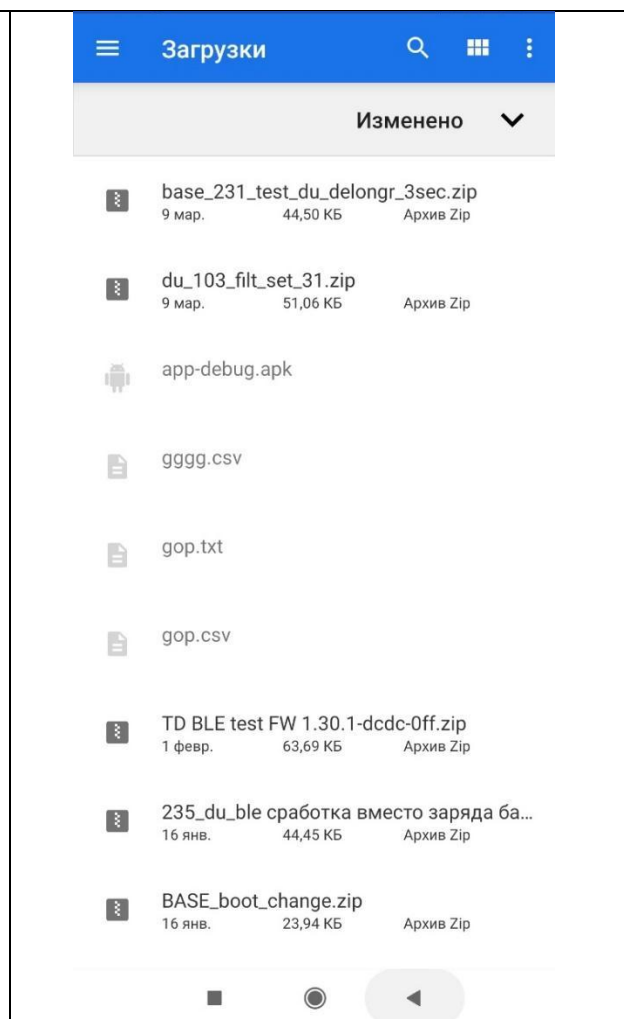 Загрузки
Изменено
base_231_test_du_delongr_3sec.zip
9 мар. 44,50 КБ Архив Zip
du_103_filt_set_31.zip
9 мар. 51,06 КБ Архив Zip
app-debug.apk
gggg.csv
gop.txt
gop.csv
TD BLE test FW 1.30.1-dcdc-0ff.zip
1 февр. 63,69 КБ Архив Zip
235_du_ble сработка вместо заряда ба...
16 янв. 44,45 КБ Архив Zip
BASE_boot_change.zip
16 янв. 23,94 КБ Архив Zip